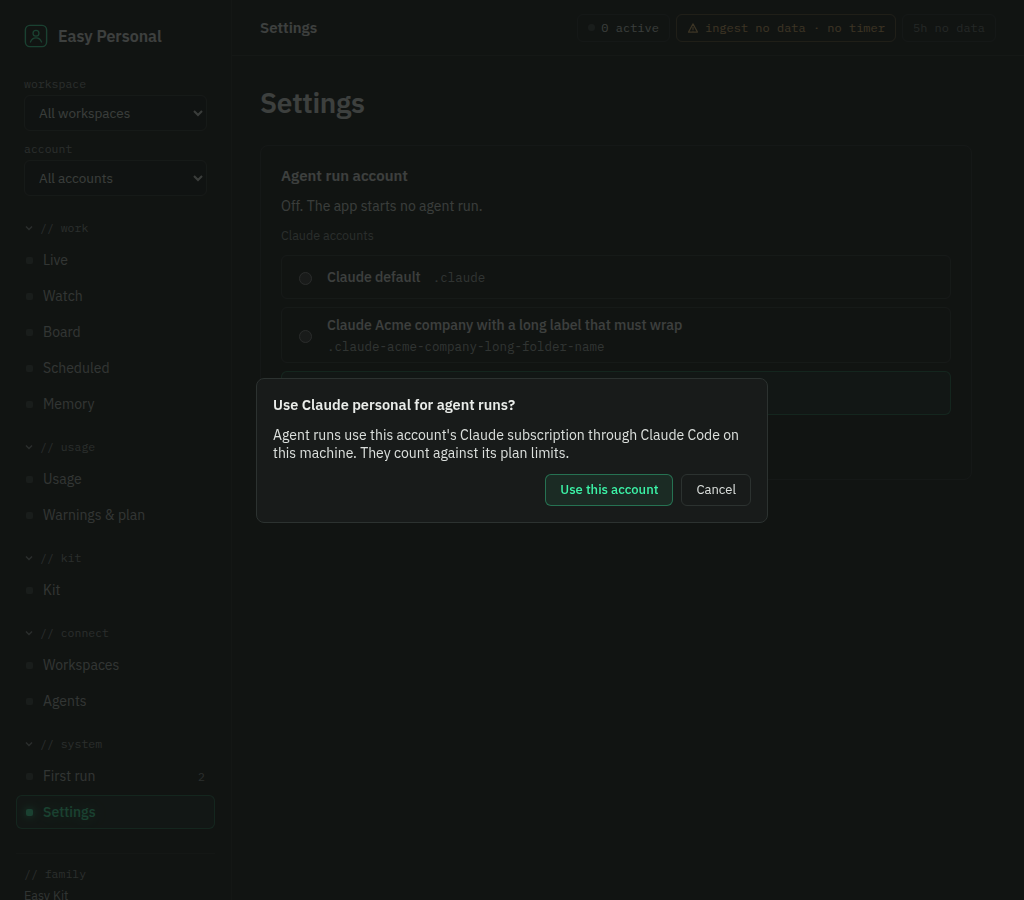 Easy Personal
workspace
All workspaces
account
All accounts
// work
Live
Watch
Board
Scheduled
Memory
// usage
Usage
Warnings & plan
// kit
Kit
// connect
Workspaces
Agents
// system
First run 2
Settings
// family
Easy Kit
Settings
0 active
ingest no data · no timer
5h no data
Settings
Agent run account
Off. The app starts no agent run.
Claude accounts
Claude default .claude
Claude Acme company with a long label that must wrap
.claude-acme-company-long-folder-name
Use Claude personal for agent runs?
Agent runs use this account's Claude subscription through Claude Code on
this machine. They count against its plan limits.
Use this account
Cancel